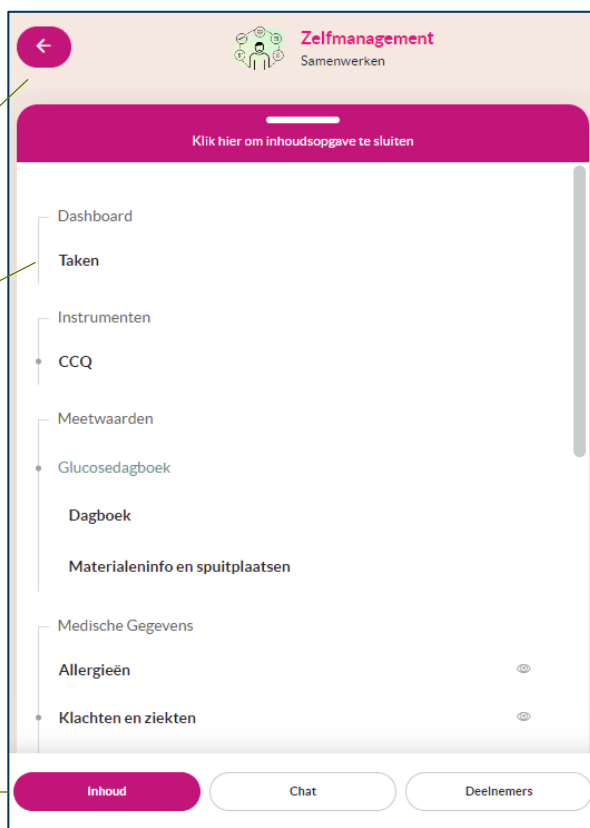 Zelfmanagement
Samenwerken
Klik hier om inhoudsopgave te sluiten
Dashboard
Taken
Instrumenten
CCQ
Meetwaarden
Glucosedagboek
Dagboek
Materialeninfo en spuitplaatsen
Medische Gegevens
Allergieën
Klachten en ziekten
Inhoud
Chat
Deelnemers